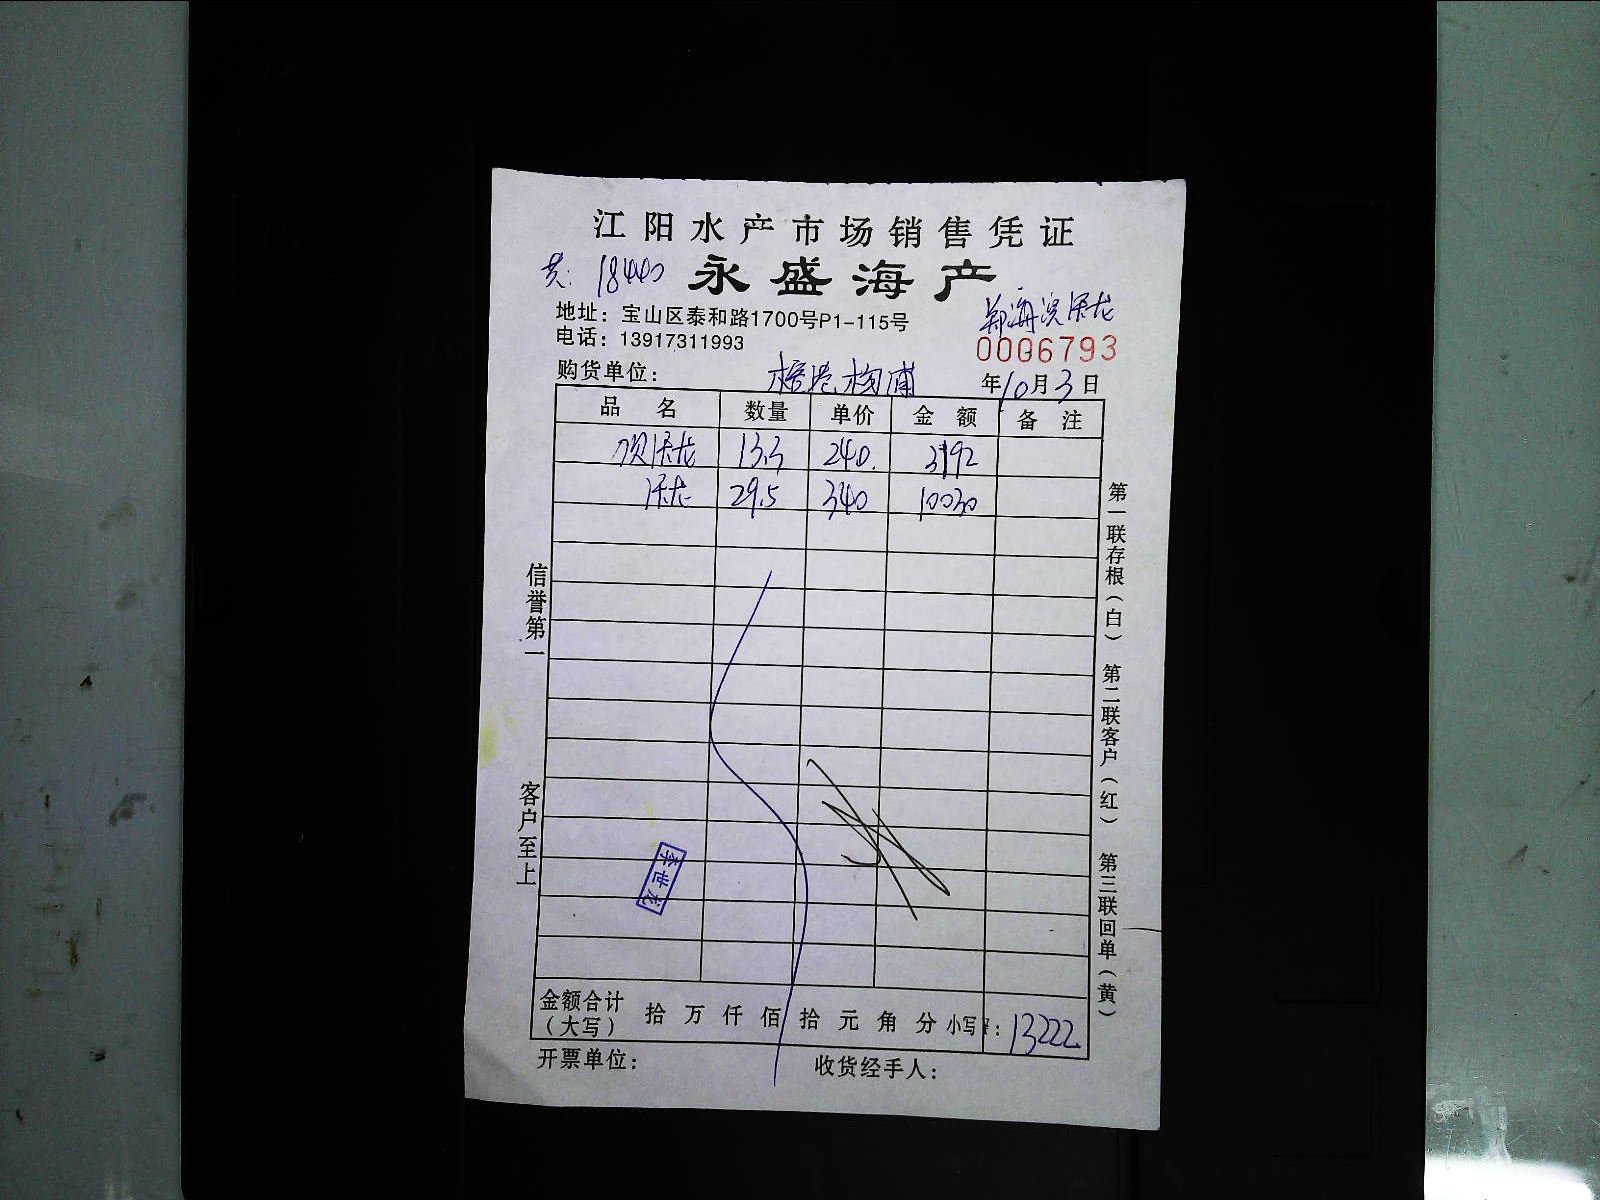 江阳水产市场销售凭证
共: 18440 永盛海产
地址：宝山区泰和路1700号P1-115号
电话：13917311993
0006793
购货单位： 年10月3日
品名 数量 单价 金额 备注
13.3 240. 3192
29.5 340 10030
信誉第一 客户至上
第一联存根（白） 第二联客户（红） 第三联回单（黄）
李世龙
金额合计（大写） 拾万仟佰拾元角分 小写¥: 13222
开票单位： 收货经手人：